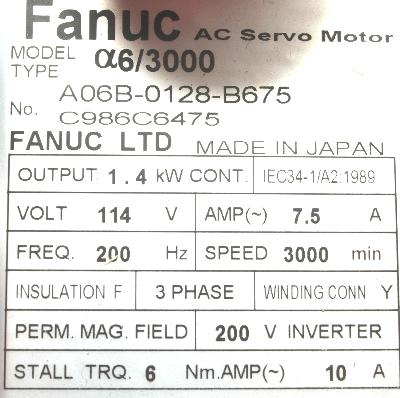 Fanuc AC Servo Motor
MODEL α6/3000
TYPE A06B-0128-B675
No. C986C6475
FANUC LTD MADE IN JAPAN
OUTPUT 1.4 kW CONT. IEC34-1/A2:1989
VOLT 114 V AMP(~) 7.5 A
FREQ. 200 Hz SPEED 3000 min
INSULATION F 3 PHASE WINDING CONN Y
PERM. MAG. FIELD 200 V INVERTER
STALL TRQ. 6 Nm.AMP(~) 10 A